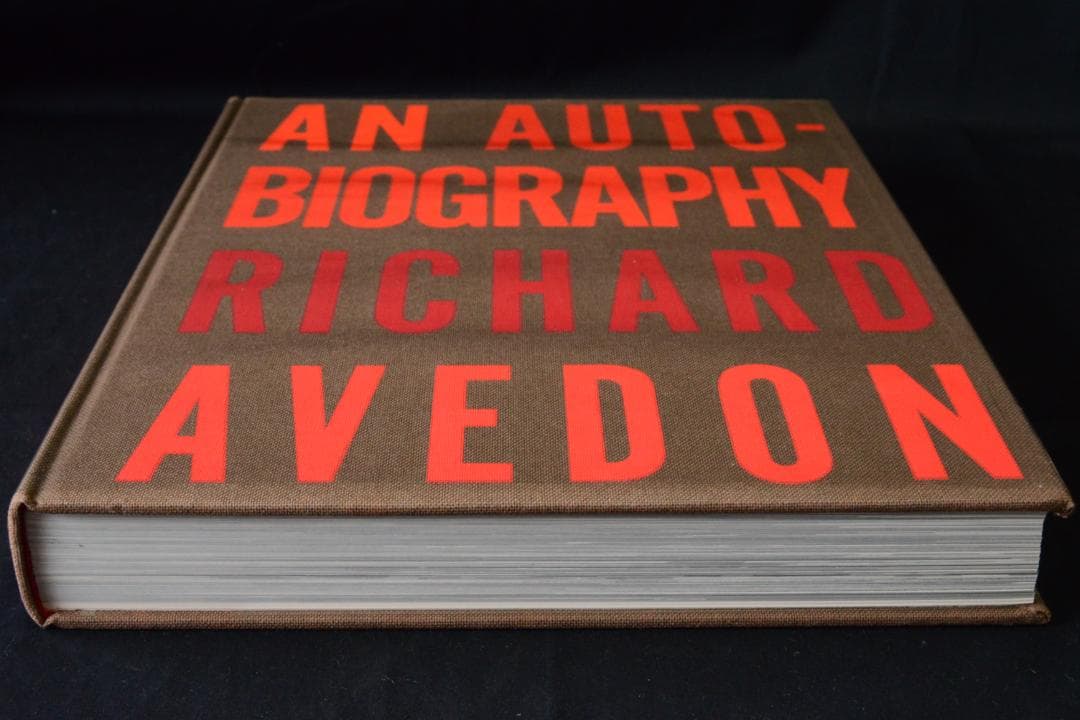 AN AUTO-
BIOGRAPHY
RICHARD
AVEDON